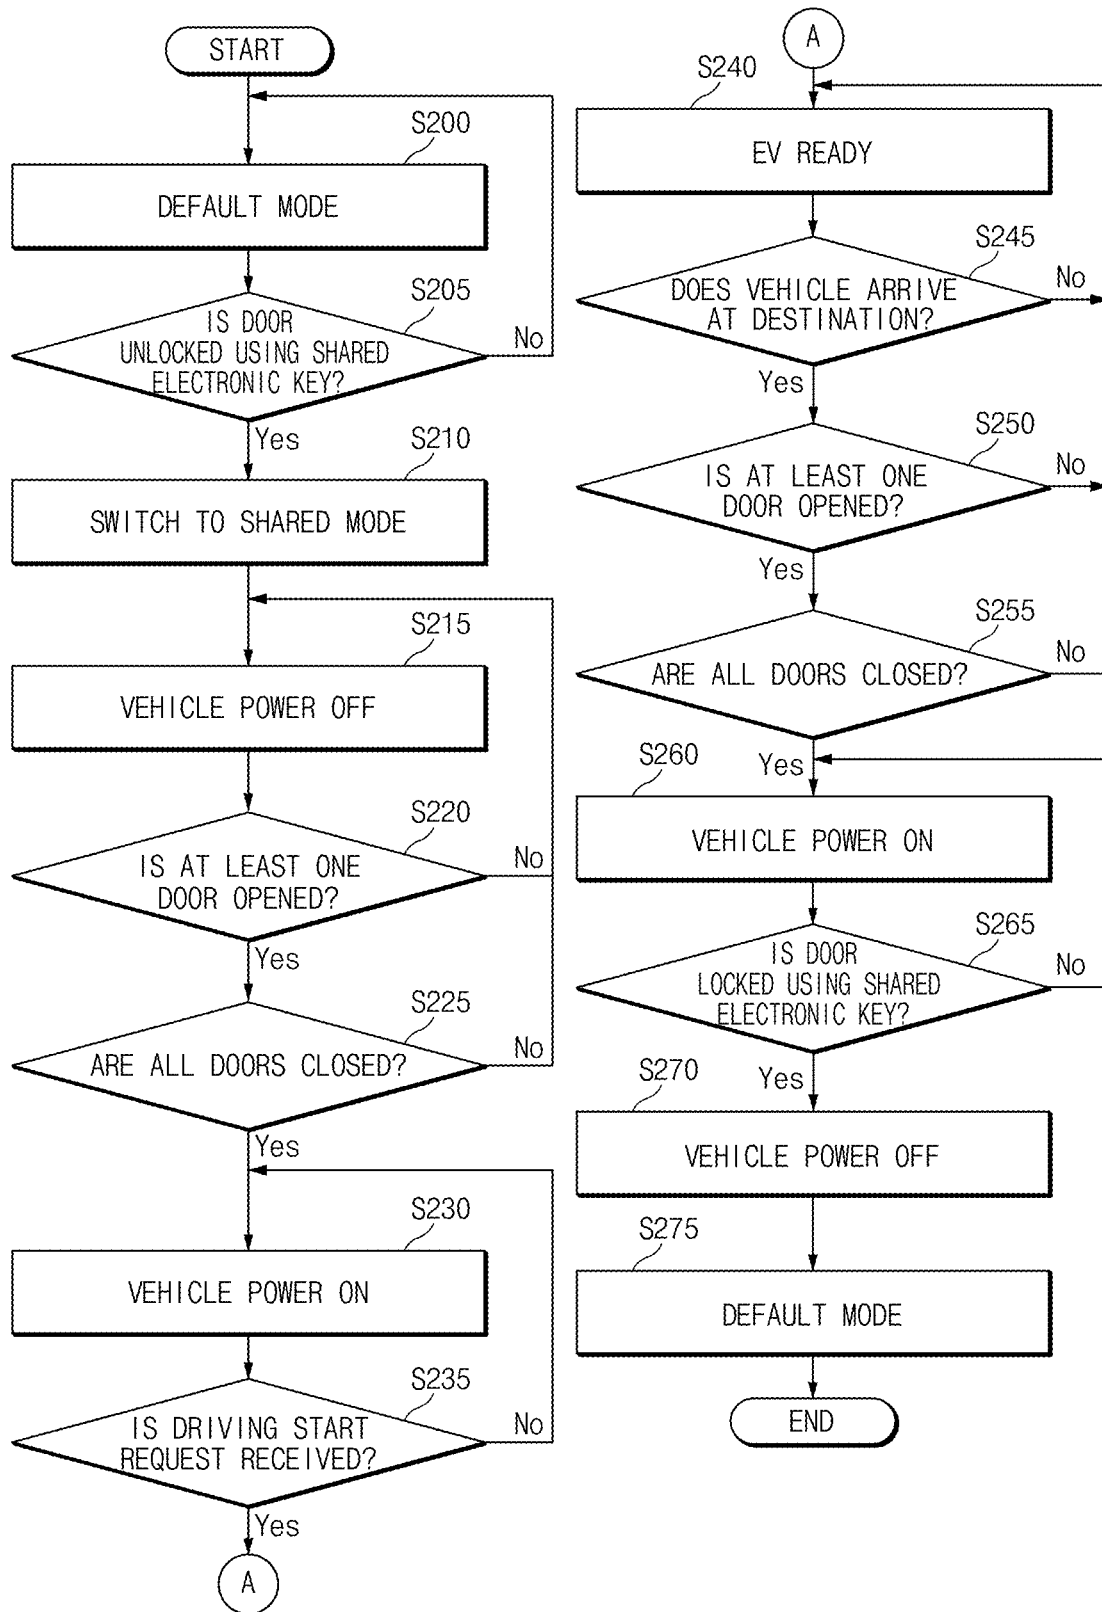 START
S200
DEFAULT MODE
S205
IS DOOR
UNLOCKED USING SHARED
ELECTRONIC KEY?
No
Yes
S210
SWITCH TO SHARED MODE
S215
VEHICLE POWER OFF
S220
IS AT LEAST ONE
DOOR OPENED?
No
Yes
S225
ARE ALL DOORS CLOSED?
No
Yes
S230
VEHICLE POWER ON
S235
IS DRIVING START
REQUEST RECEIVED?
No
Yes
A
A
S240
EV READY
S245
DOES VEHICLE ARRIVE
AT DESTINATION?
No
Yes
S250
IS AT LEAST ONE
DOOR OPENED?
No
Yes
S255
ARE ALL DOORS CLOSED?
No
Yes
S260
VEHICLE POWER ON
S265
IS DOOR
LOCKED USING SHARED
ELECTRONIC KEY?
No
Yes
S270
VEHICLE POWER OFF
S275
DEFAULT MODE
END